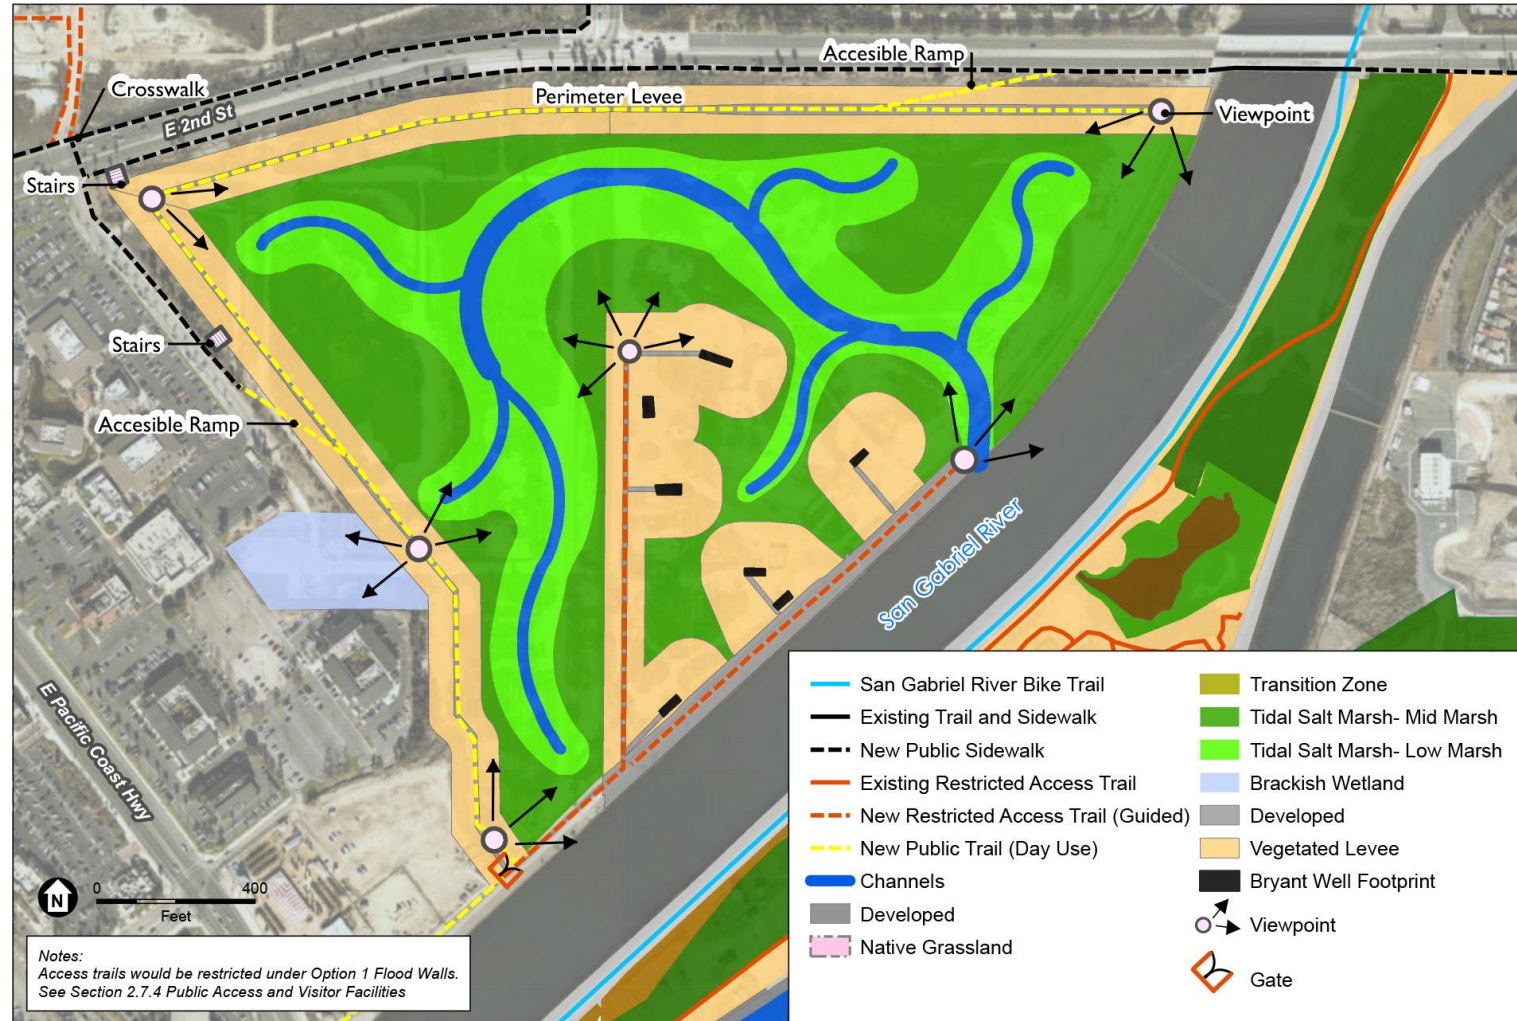 Accesible Ramp
Crosswalk
Perimeter Levee
E 2nd St
Viewpoint
Stairs
Stairs
Accesible Ramp
San Gabriel River
E Pacific Coast Hwy
N
0 400
Feet
Notes:
Access trails would be restricted under Option 1 Flood Walls.
See Section 2.7.4 Public Access and Visitor Facilities
San Gabriel River Bike Trail
Existing Trail and Sidewalk
New Public Sidewalk
Existing Restricted Access Trail
New Restricted Access Trail (Guided)
New Public Trail (Day Use)
Channels
Developed
Native Grassland
Transition Zone
Tidal Salt Marsh- Mid Marsh
Tidal Salt Marsh- Low Marsh
Brackish Wetland
Developed
Vegetated Levee
Bryant Well Footprint
Viewpoint
Gate